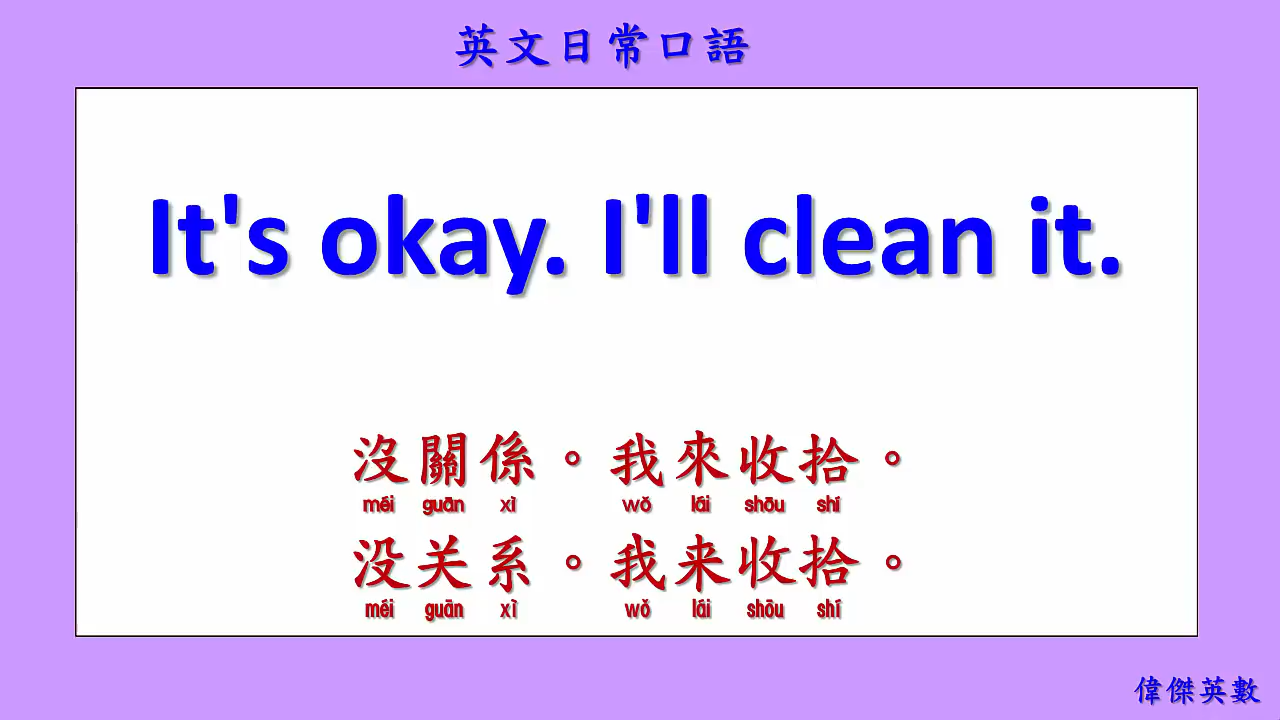 英文日常口語
It's okay. I'll clean it.
沒關係。我來收拾。
méi guān xì wǒ lái shōu shí
没关系。我来收拾。
méi guān xì wǒ lái shōu shí
偉傑英數